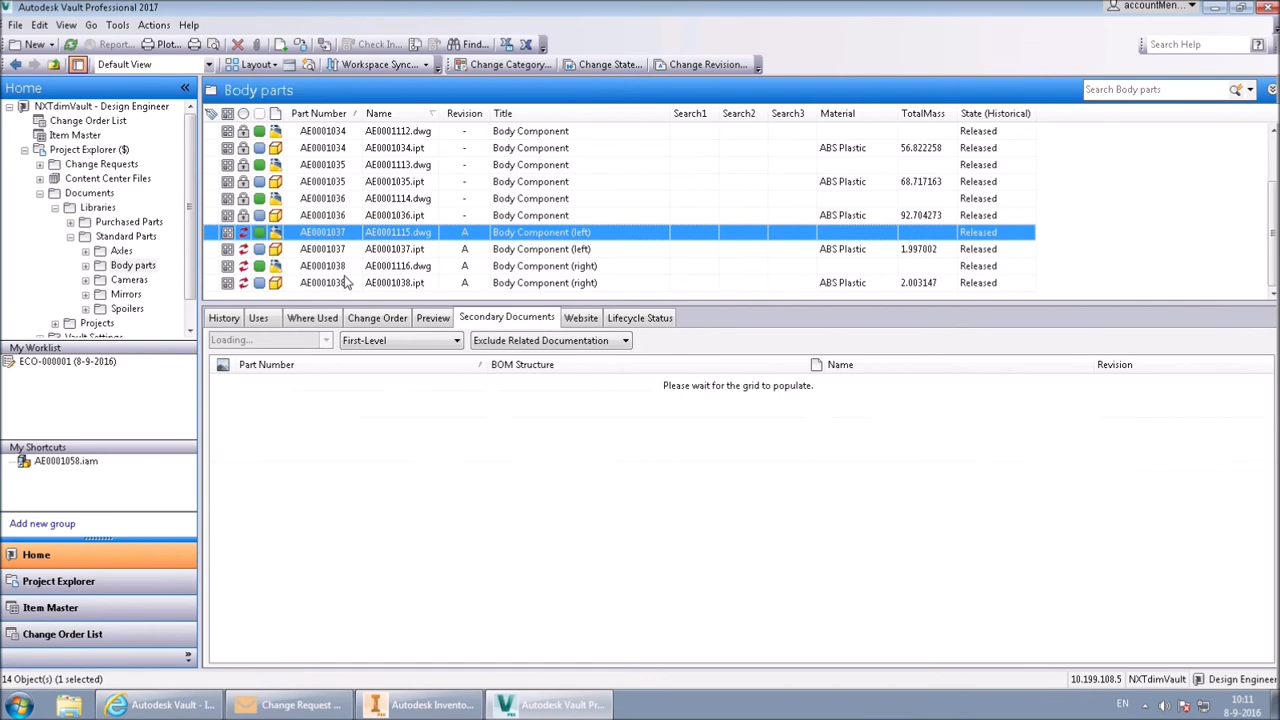 Autodesk Vault Professional 2017
accountMen...
File Edit View Go Tools Actions Help
New Report... Plot... Check In... Find... Search Help
Default View Layout Workspace Sync... Change Category... Change State... Change Revision...
Home
Body parts
Search Body parts
NXTdimVault - Design Engineer
Change Order List
Item Master
Project Explorer ($)
Change Requests
Content Center Files
Documents
Libraries
Purchased Parts
Standard Parts
Axles
Body parts
Cameras
Mirrors
Spoilers
Projects
Vault Settings
My Worklist
ECO-000001 (8-9-2016)
My Shortcuts
AE0001058.iam
Add new group
Home
Project Explorer
Item Master
Change Order List
Part Number Name Revision Title Search1 Search2 Search3 Material TotalMass State (Historical)
AE0001034 AE0001112.dwg - Body Component Released
AE0001034 AE0001034.ipt - Body Component ABS Plastic 56.822258 Released
AE0001035 AE0001113.dwg - Body Component Released
AE0001035 AE0001035.ipt - Body Component ABS Plastic 68.717163 Released
AE0001036 AE0001114.dwg - Body Component Released
AE0001036 AE0001036.ipt - Body Component ABS Plastic 92.704273 Released
AE0001037 AE0001115.dwg A Body Component (left) Released
AE0001037 AE0001037.ipt A Body Component (left) ABS Plastic 1.997002 Released
AE0001038 AE0001116.dwg A Body Component (right) Released
AE0001038 AE0001038.ipt A Body Component (right) ABS Plastic 2.003147 Released
History Uses Where Used Change Order Preview Secondary Documents Website Lifecycle Status
Loading... First-Level Exclude Related Documentation
Part Number BOM Structure Name Revision
Please wait for the grid to populate.
14 Object(s) (1 selected)
10.199.108.5 NXTdimVault Design Engineer
Autodesk Vault - I... Change Request ... Autodesk Invento... Autodesk Vault Pr...
EN
10:11
8-9-2016